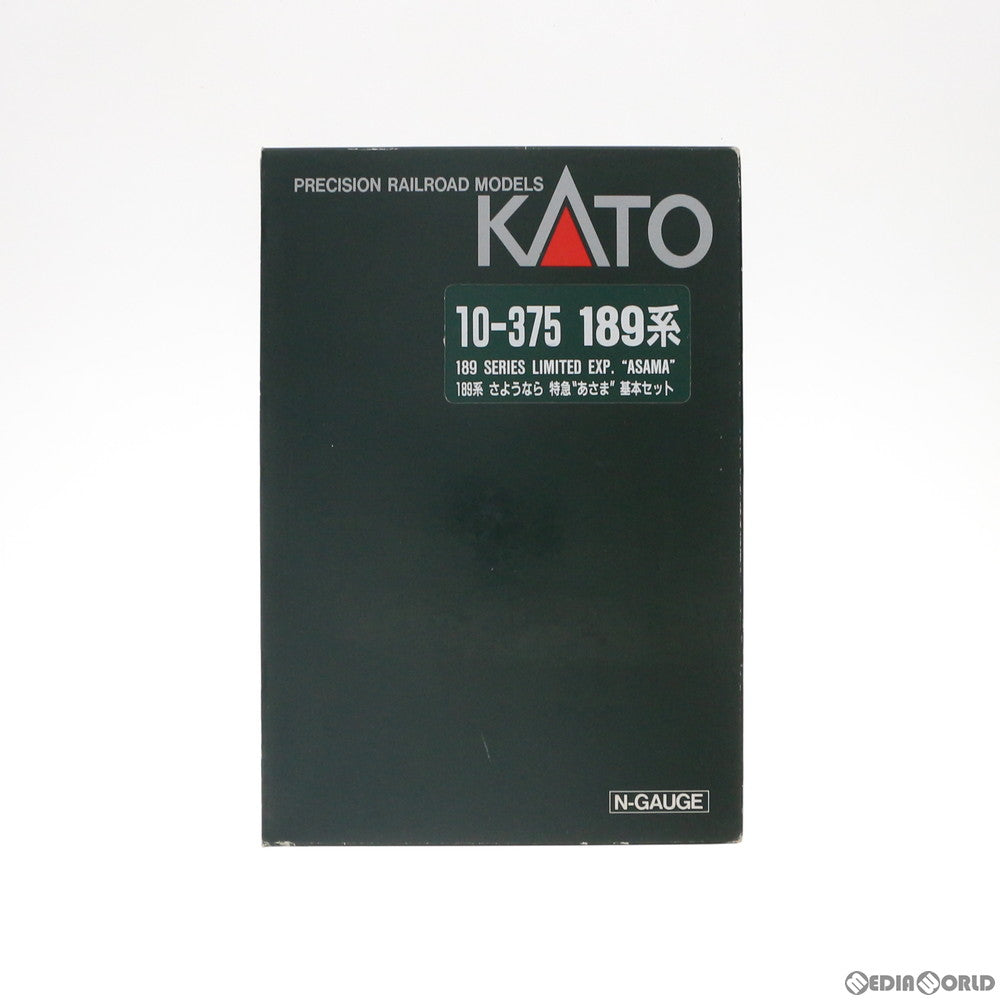 PRECISION RAILROAD MODELS
KATO
10-375 189系
189 SERIES LIMITED EXP. "ASAMA"
189系 さようなら 特急"あさま" 基本セット
N-GAUGE
MEDIAWORLD